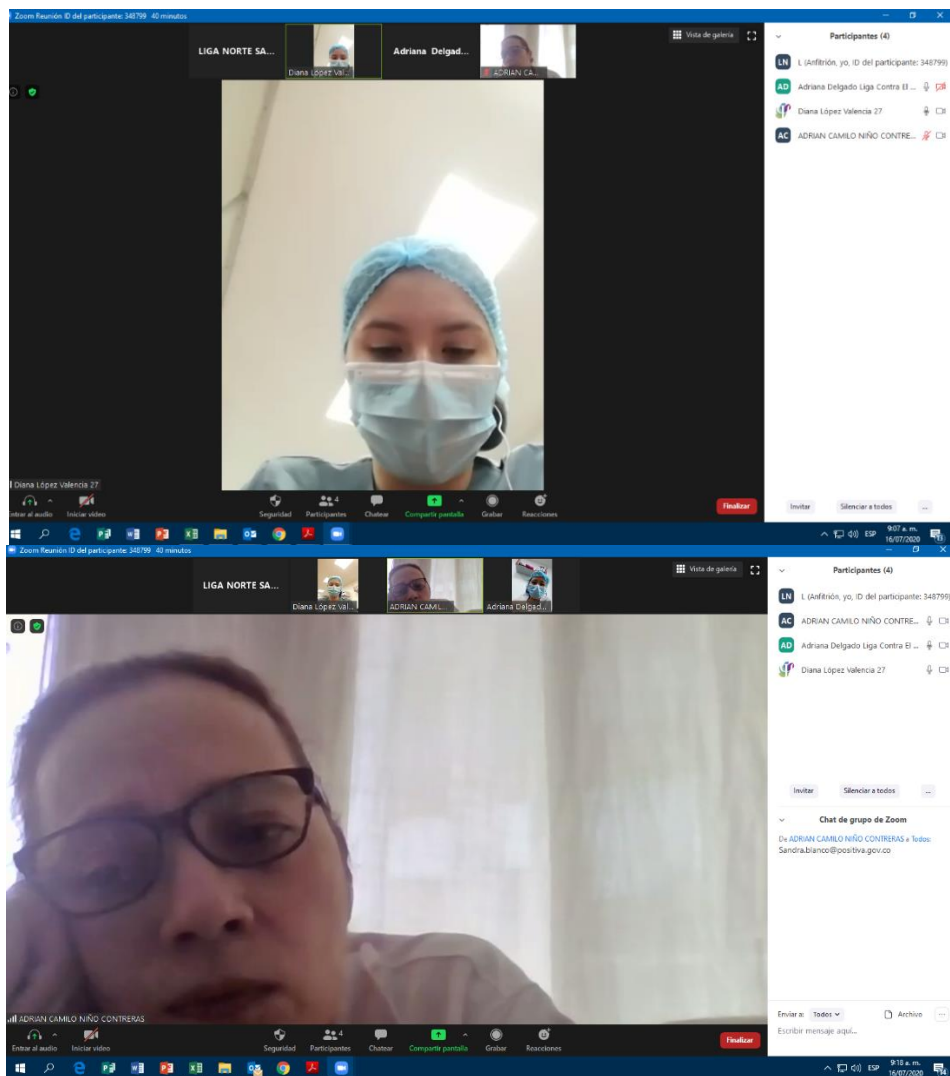 Zoom Reunión ID del participante: 348799 40 minutos
LIGA NORTE SA...
Diana López Val...
Adriana Delgad...
ADRIAN CA...
Vista de galería
Participantes (4)
LN L (Anfitrión, yo, ID del participante: 348799)
AD Adriana Delgado Liga Contra El ...
Diana López Valencia 27
AC ADRIAN CAMILO NIÑO CONTRE...
Diana López Valencia 27
Entrar al audio
Iniciar video
Seguridad
Participantes
4
Chatear
Compartir pantalla
Grabar
Reacciones
Finalizar
Invitar
Silenciar a todos
...
ESP
9:07 a. m.
16/07/2020
Zoom Reunión ID del participante: 348799 40 minutos
LIGA NORTE SA...
Diana López Val...
ADRIAN CAMIL...
Adriana Delgad...
Vista de galería
Participantes (4)
LN L (Anfitrión, yo, ID del participante: 348799)
AC ADRIAN CAMILO NIÑO CONTRE...
AD Adriana Delgado Liga Contra El ...
Diana López Valencia 27
Invitar
Silenciar a todos
...
Chat de grupo de Zoom
De ADRIAN CAMILO NIÑO CONTRERAS a Todos:
Sandra.blanco@positiva.gov.co
ADRIAN CAMILO NIÑO CONTRERAS
Enviar a: Todos
Archivo
...
Escribir mensaje aquí...
Entrar al audio
Iniciar video
Seguridad
Participantes
4
Chatear
Compartir pantalla
Grabar
Reacciones
Finalizar
ESP
9:18 a. m.
16/07/2020